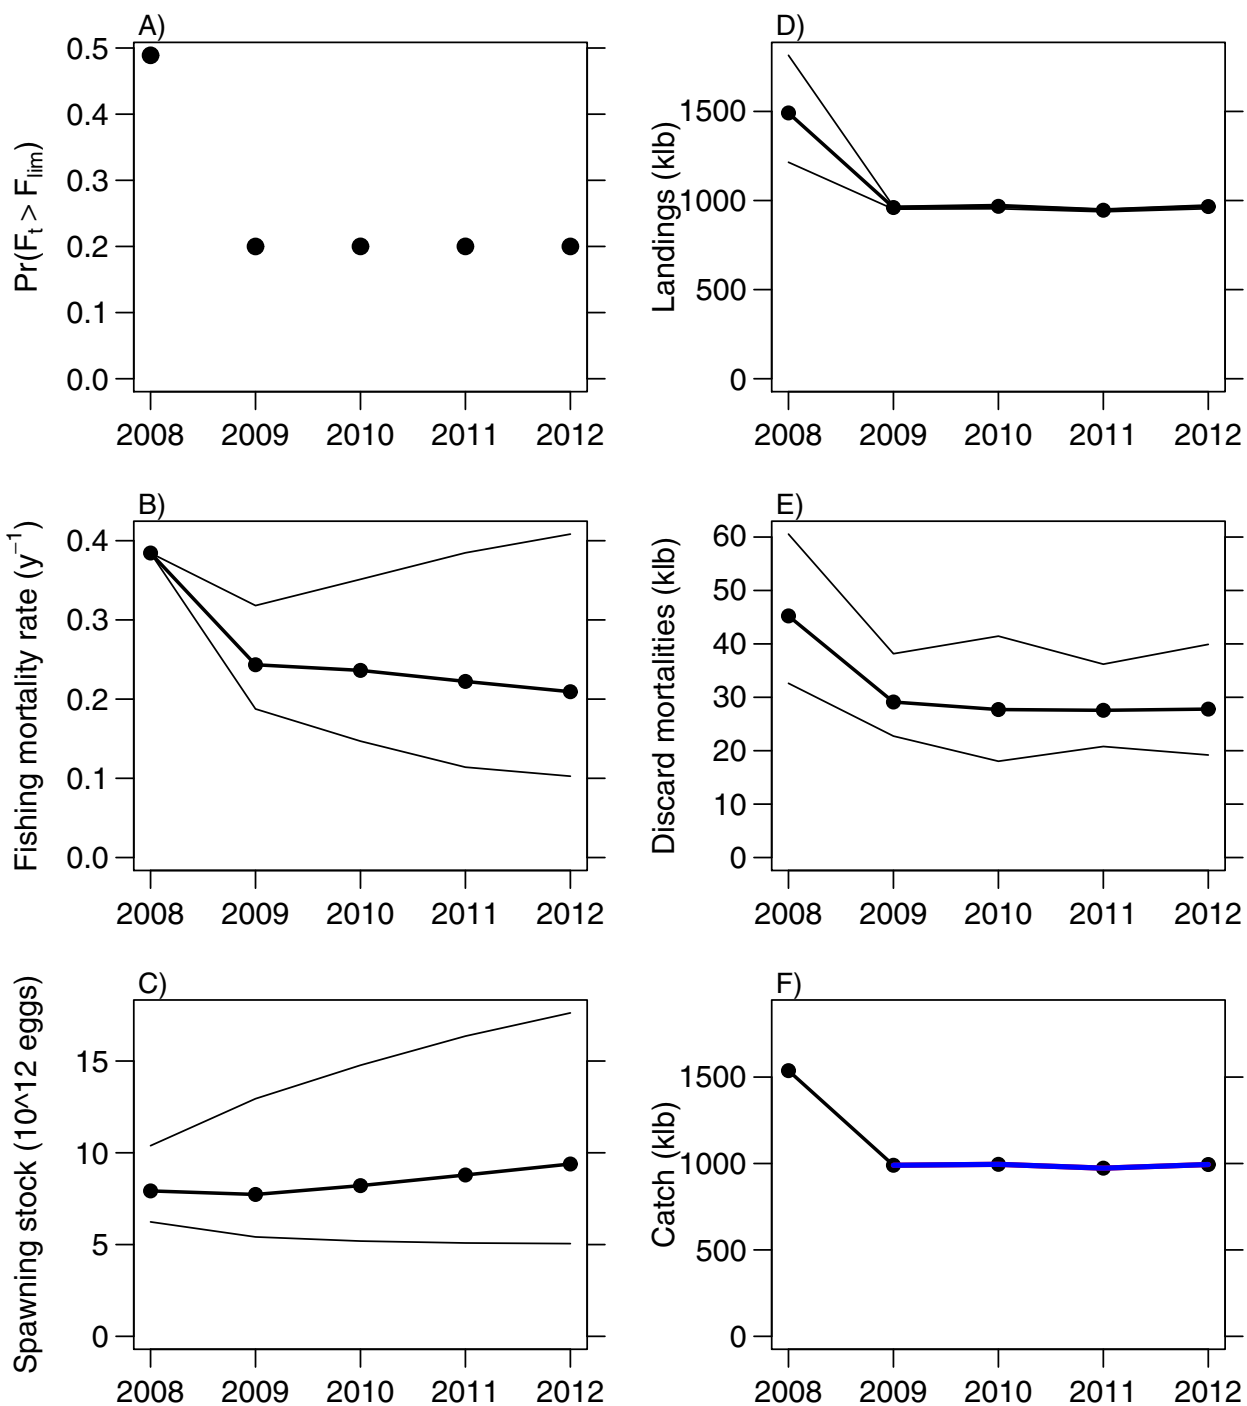 A)
Pr(Fₜ > Fₗᵢₘ)
0.5
0.4
0.3
0.2
0.1
0.0
2008 2009 2010 2011 2012
D)
Landings (klb)
1500
1000
500
0
2008 2009 2010 2011 2012
B)
Fishing mortality rate (y⁻¹)
0.4
0.3
0.2
0.1
0.0
2008 2009 2010 2011 2012
E)
Discard mortalities (klb)
60
50
40
30
20
10
0
2008 2009 2010 2011 2012
C)
Spawning stock (10^12 eggs)
15
10
5
0
2008 2009 2010 2011 2012
F)
Catch (klb)
1500
1000
500
0
2008 2009 2010 2011 2012